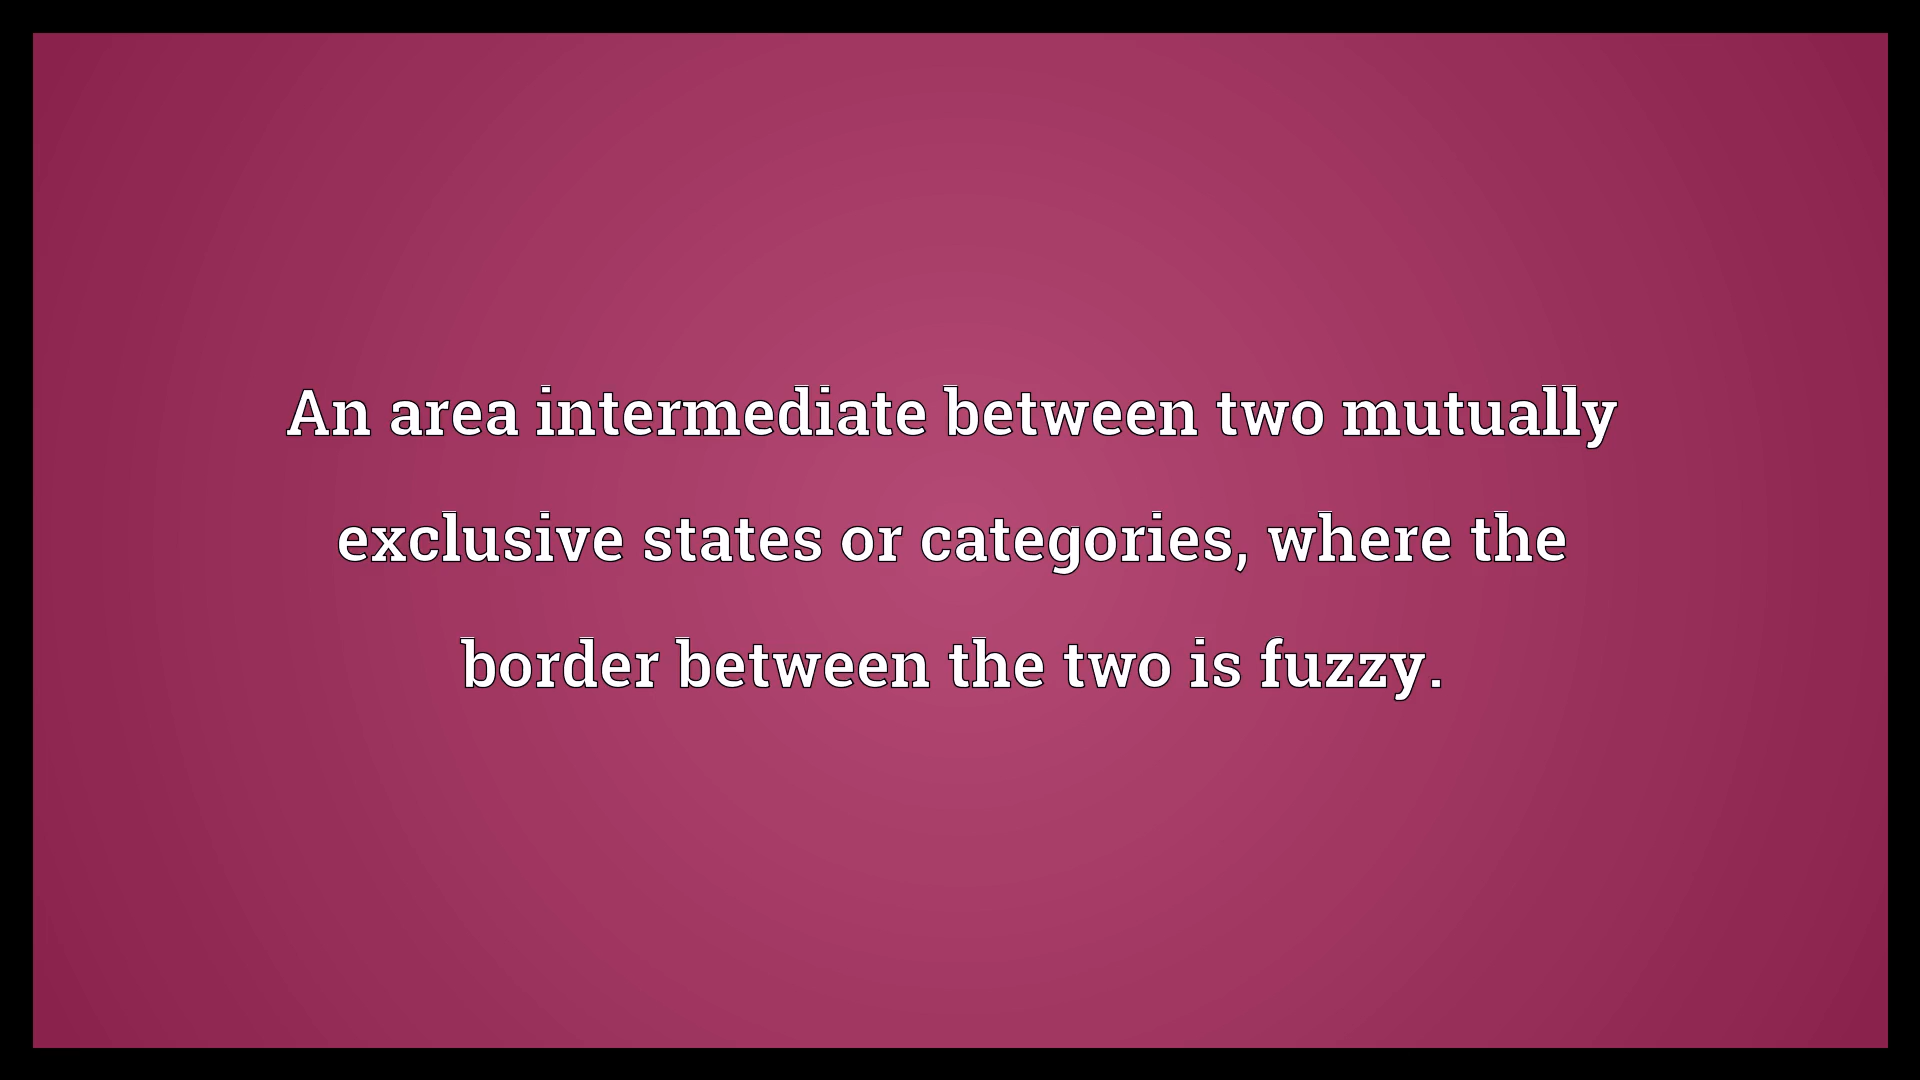 An area intermediate between two mutually
exclusive states or categories, where the
border between the two is fuzzy.